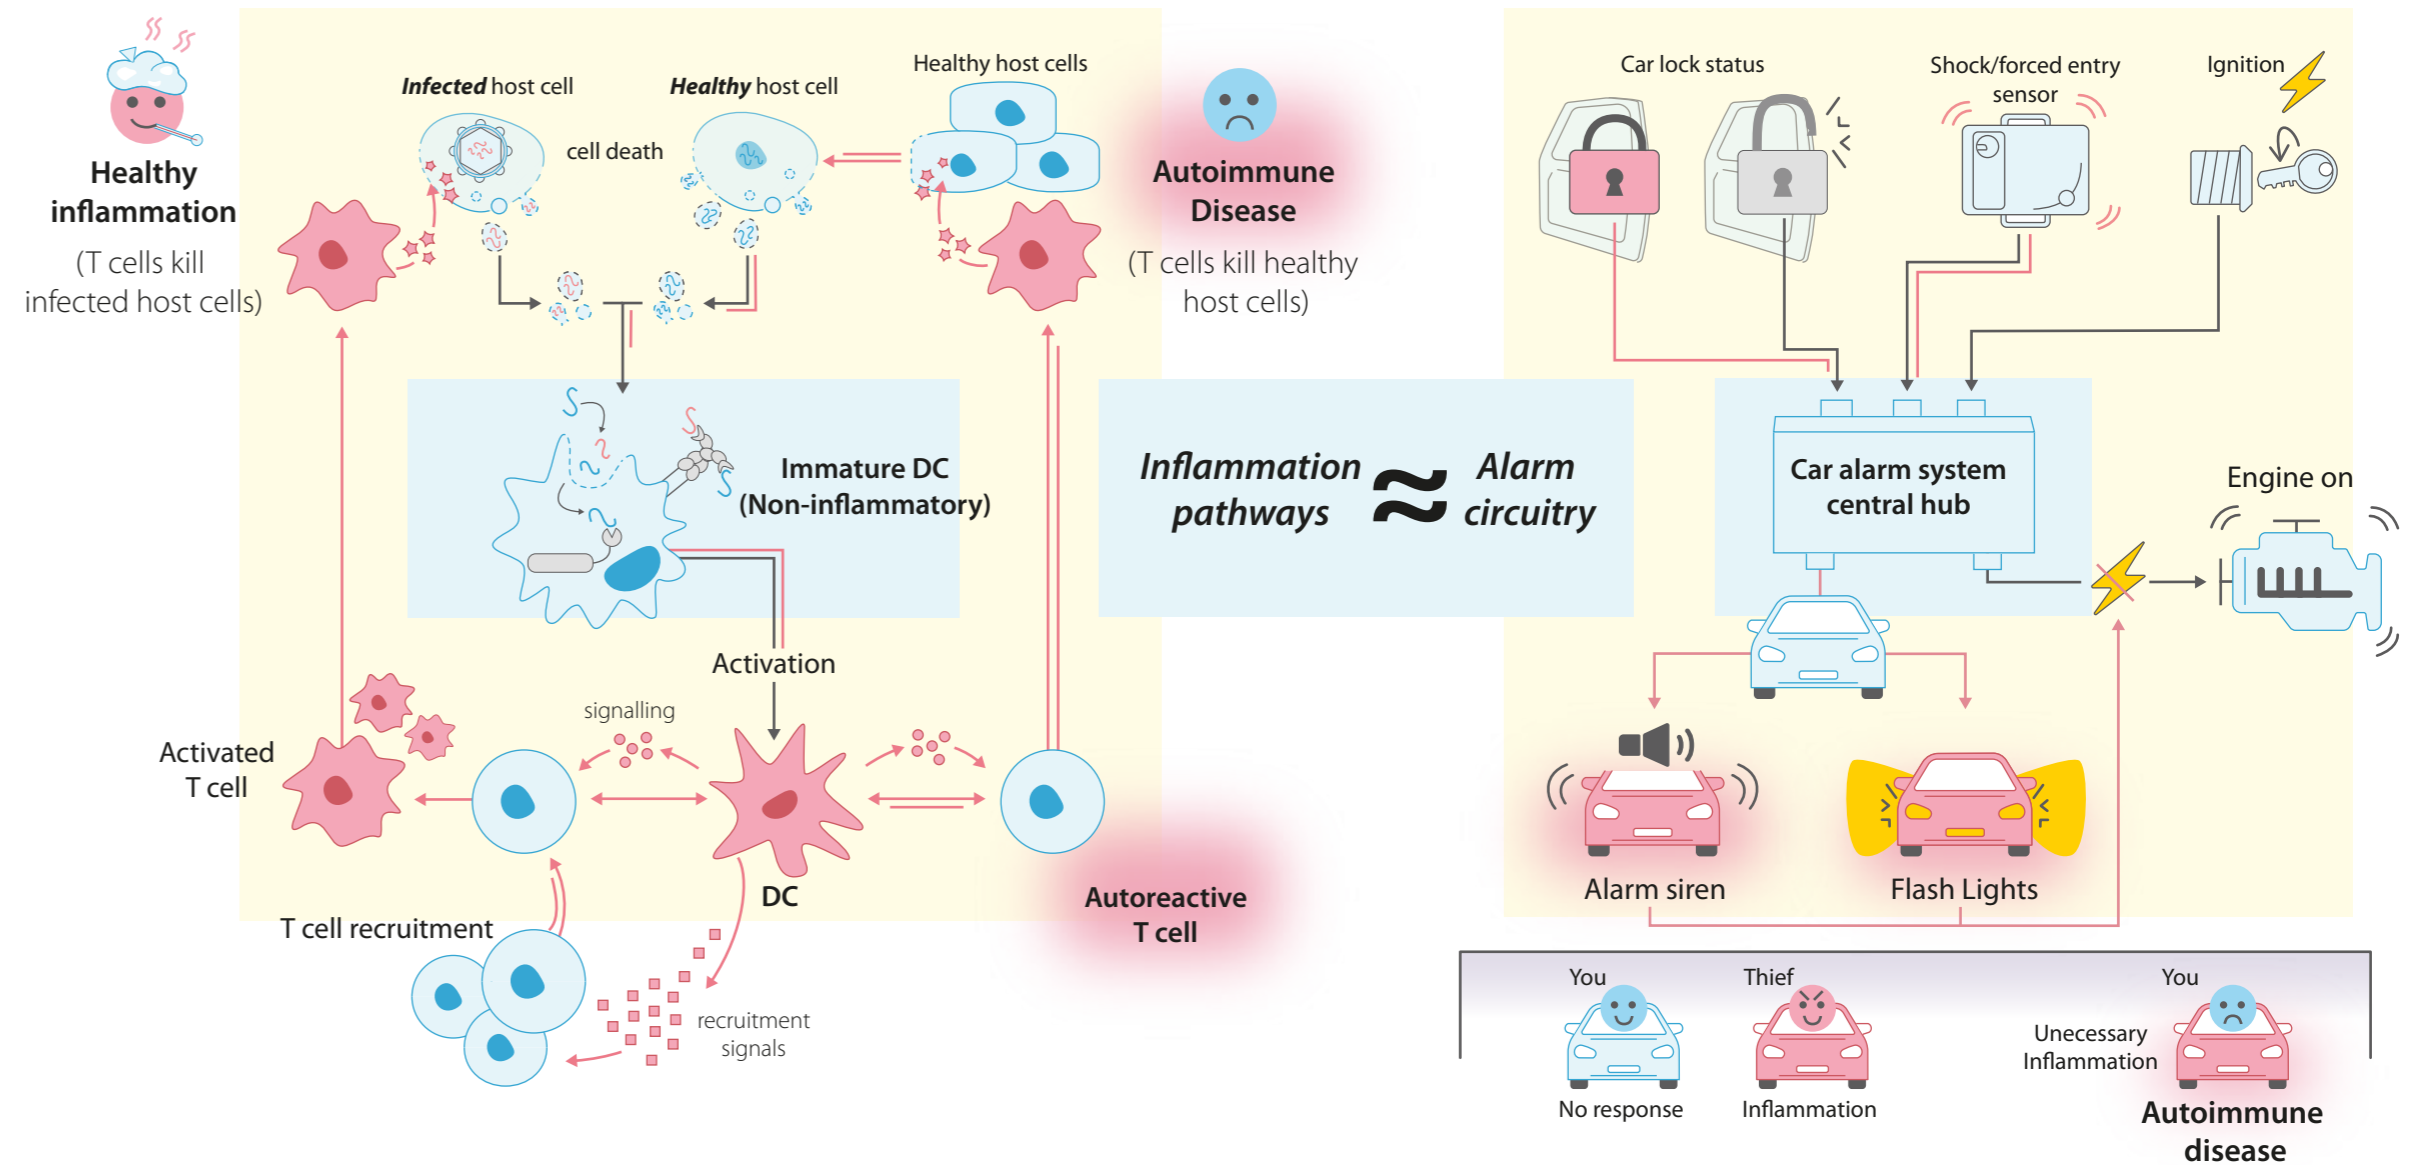 Healthy
inflammation
(T cells kill
infected host cells)
Infected host cell
cell death
Healthy host cell
Healthy host cells
Autoimmune
Disease
(T cells kill healthy
host cells)
Immature DC
(Non-inflammatory)
Activation
signalling
Activated
T cell
DC
T cell recruitment
recruitment
signals
Autoreactive
T cell
Inflammation
pathways
≈
Alarm
circuitry
Car lock status
Shock/forced entry
sensor
Ignition
Car alarm system
central hub
Engine on
Alarm siren
Flash Lights
You
No response
Thief
Inflammation
You
Unecessary
Inflammation
Autoimmune
disease